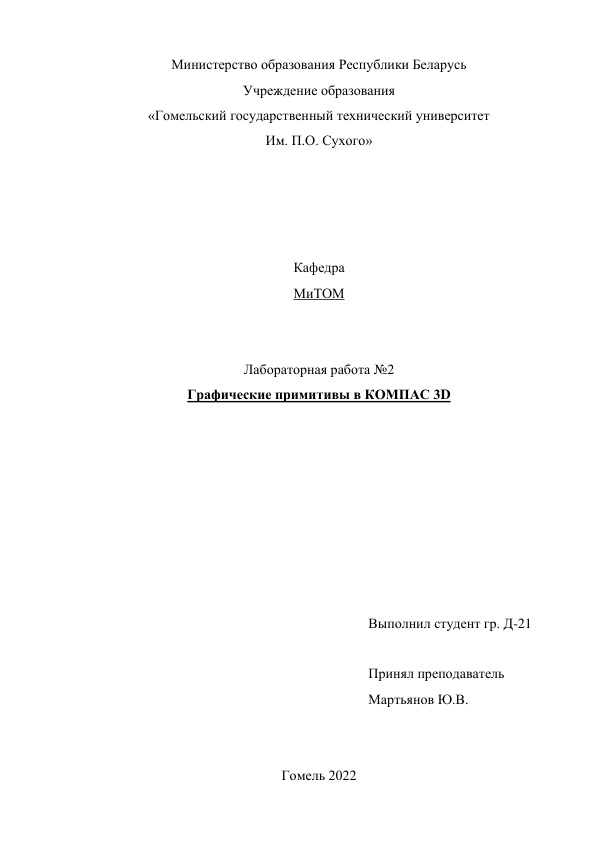 Министерство образования Республики Беларусь
Учреждение образования
«Гомельский государственный технический университет
Им. П.О. Сухого»
Кафедра
МиТОМ
Лабораторная работа №2
Графические примитивы в КОМПАС 3D
Выполнил студент гр. Д-21
Принял преподаватель
Мартьянов Ю.В.
Гомель 2022